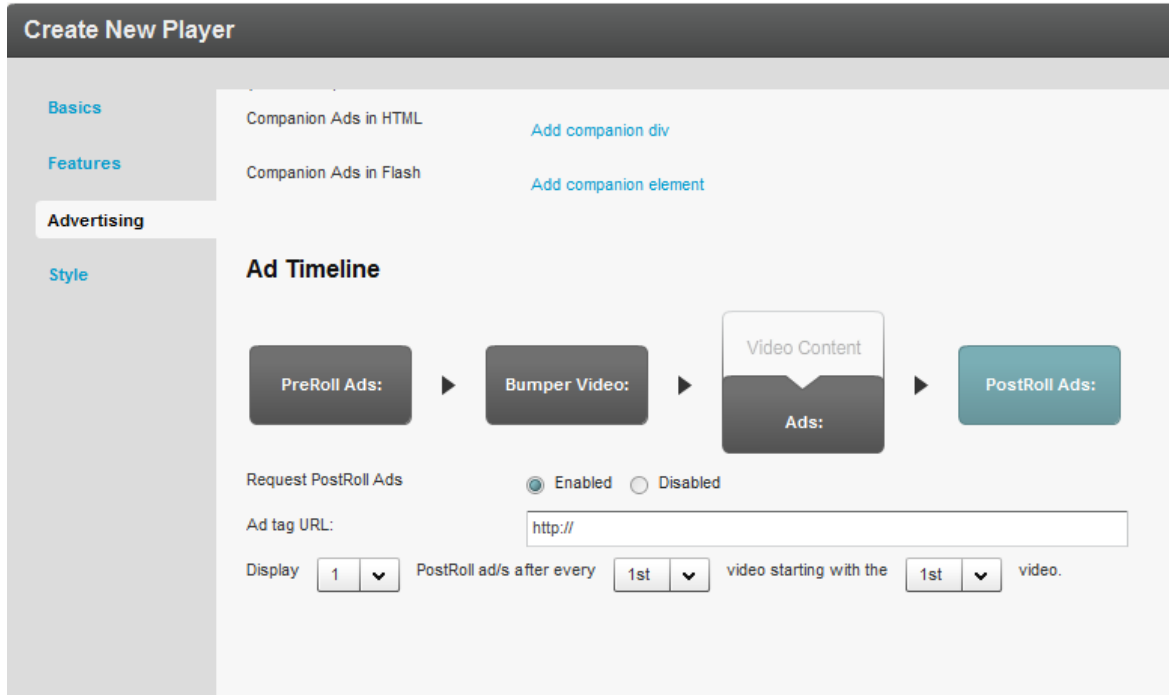 Create New Player
Basics
Features
Advertising
Style
Companion Ads in HTML Add companion div
Companion Ads in Flash Add companion element
Ad Timeline
PreRoll Ads:
Bumper Video:
Video Content
Ads:
PostRoll Ads:
Request PostRoll Ads Enabled Disabled
Ad tag URL: http://
Display 1 PostRoll ad/s after every 1st video starting with the 1st video.